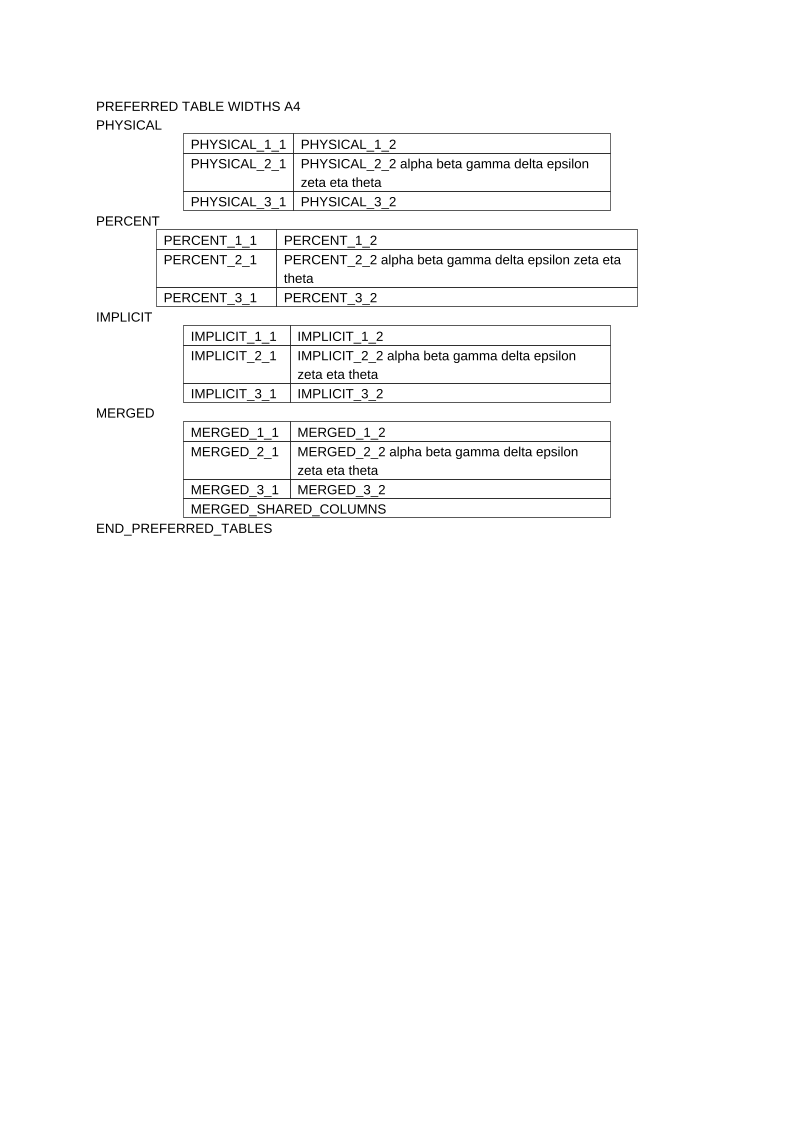 PREFERRED TABLE WIDTHS A4
PHYSICAL
PHYSICAL_1_1 PHYSICAL_1_2
PHYSICAL_2_1 PHYSICAL_2_2 alpha beta gamma delta epsilon
zeta eta theta
PHYSICAL_3_1 PHYSICAL_3_2
PERCENT
PERCENT_1_1 PERCENT_1_2
PERCENT_2_1 PERCENT_2_2 alpha beta gamma delta epsilon zeta eta
theta
PERCENT_3_1 PERCENT_3_2
IMPLICIT
IMPLICIT_1_1 IMPLICIT_1_2
IMPLICIT_2_1 IMPLICIT_2_2 alpha beta gamma delta epsilon
zeta eta theta
IMPLICIT_3_1 IMPLICIT_3_2
MERGED
MERGED_1_1 MERGED_1_2
MERGED_2_1 MERGED_2_2 alpha beta gamma delta epsilon
zeta eta theta
MERGED_3_1 MERGED_3_2
MERGED_SHARED_COLUMNS
END_PREFERRED_TABLES